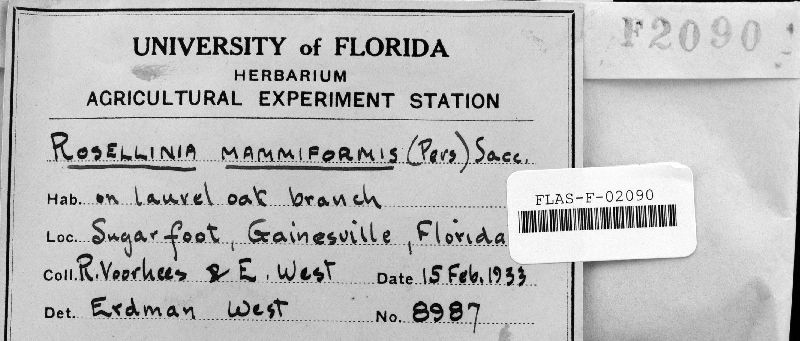 UNIVERSITY of FLORIDA
HERBARIUM
AGRICULTURAL EXPERIMENT STATION
ROSELLINIA MAMMIFORMIS (Pers) Sacc.
Hab. on laurel oak branch
Loc. Sugarfoot, Gainesville, Florida
Coll. R. Voorhees & E. West Date 15 Feb. 1933
Det. Erdman West No. 8987
F2090
FLAS-F-02090